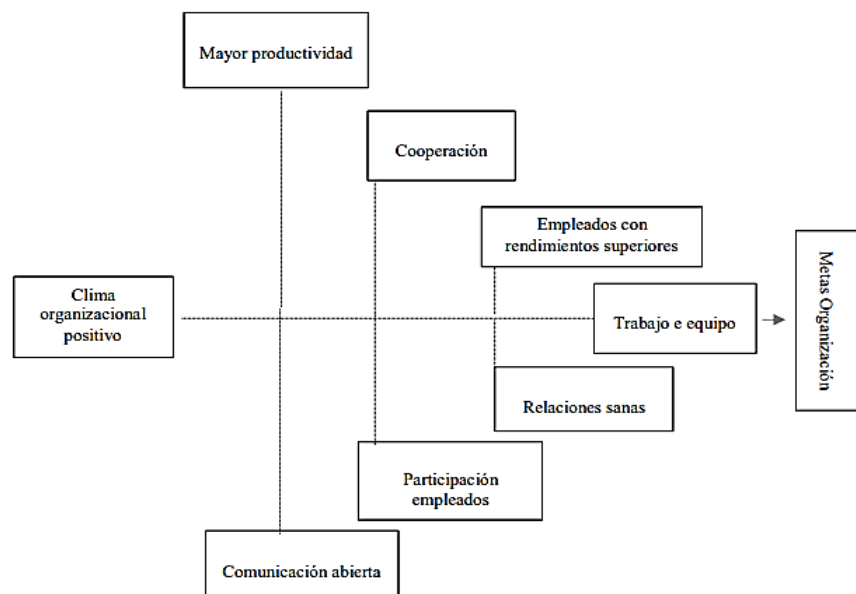 Mayor productividad
Cooperación
Empleados con
rendimientos superiores
Clima
organizacional
positivo
Trabajo e equipo
Metas Organización
Relaciones sanas
Participación
empleados
Comunicación abierta